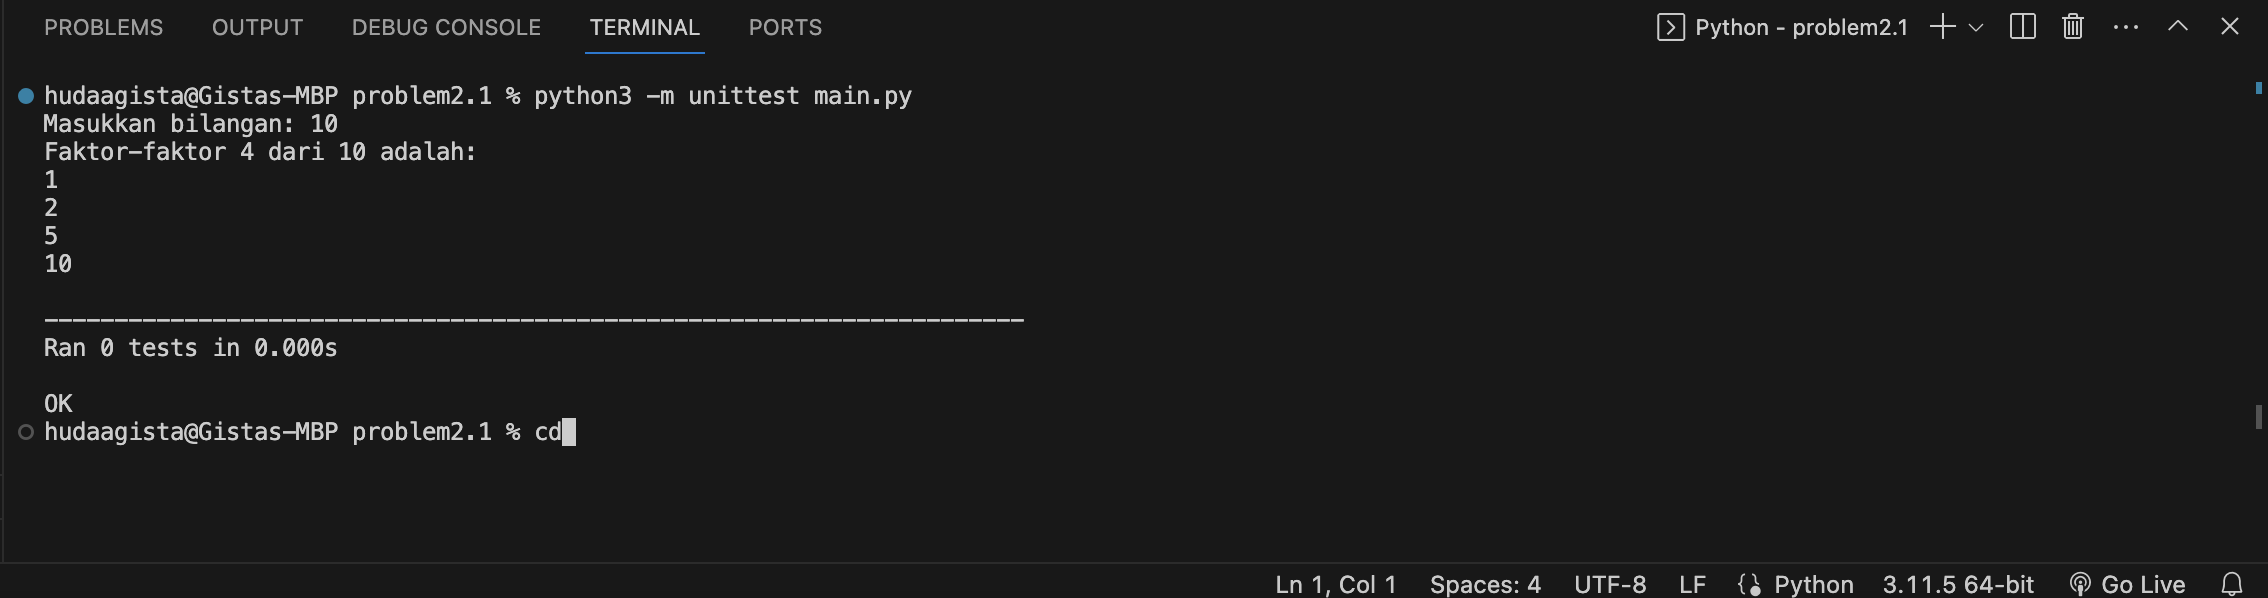 PROBLEMS OUTPUT DEBUG CONSOLE TERMINAL PORTS Python - problem2.1
hudaagista@Gistas-MBP problem2.1 % python3 -m unittest main.py
Masukkan bilangan: 10
Faktor-faktor 4 dari 10 adalah:
1
2
5
10
----------------------------------------------------------------------
Ran 0 tests in 0.000s
OK
hudaagista@Gistas-MBP problem2.1 % cd
Ln 1, Col 1 Spaces: 4 UTF-8 LF Python 3.11.5 64-bit Go Live